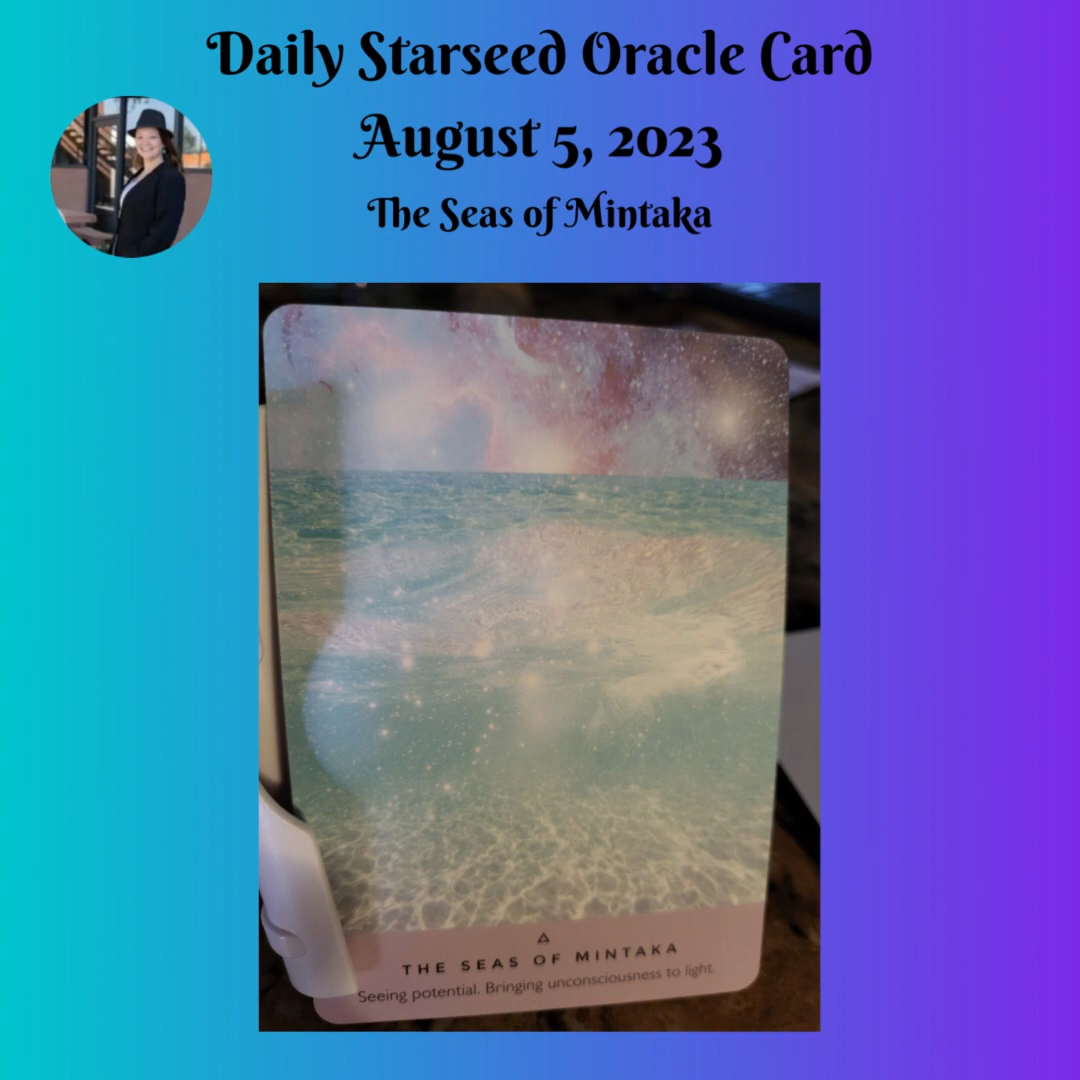 Daily Starseed Oracle Card
August 5, 2023
The Seas of Mintaka
THE SEAS OF MINTAKA
Seeing potential. Bringing unconsciousness to light.